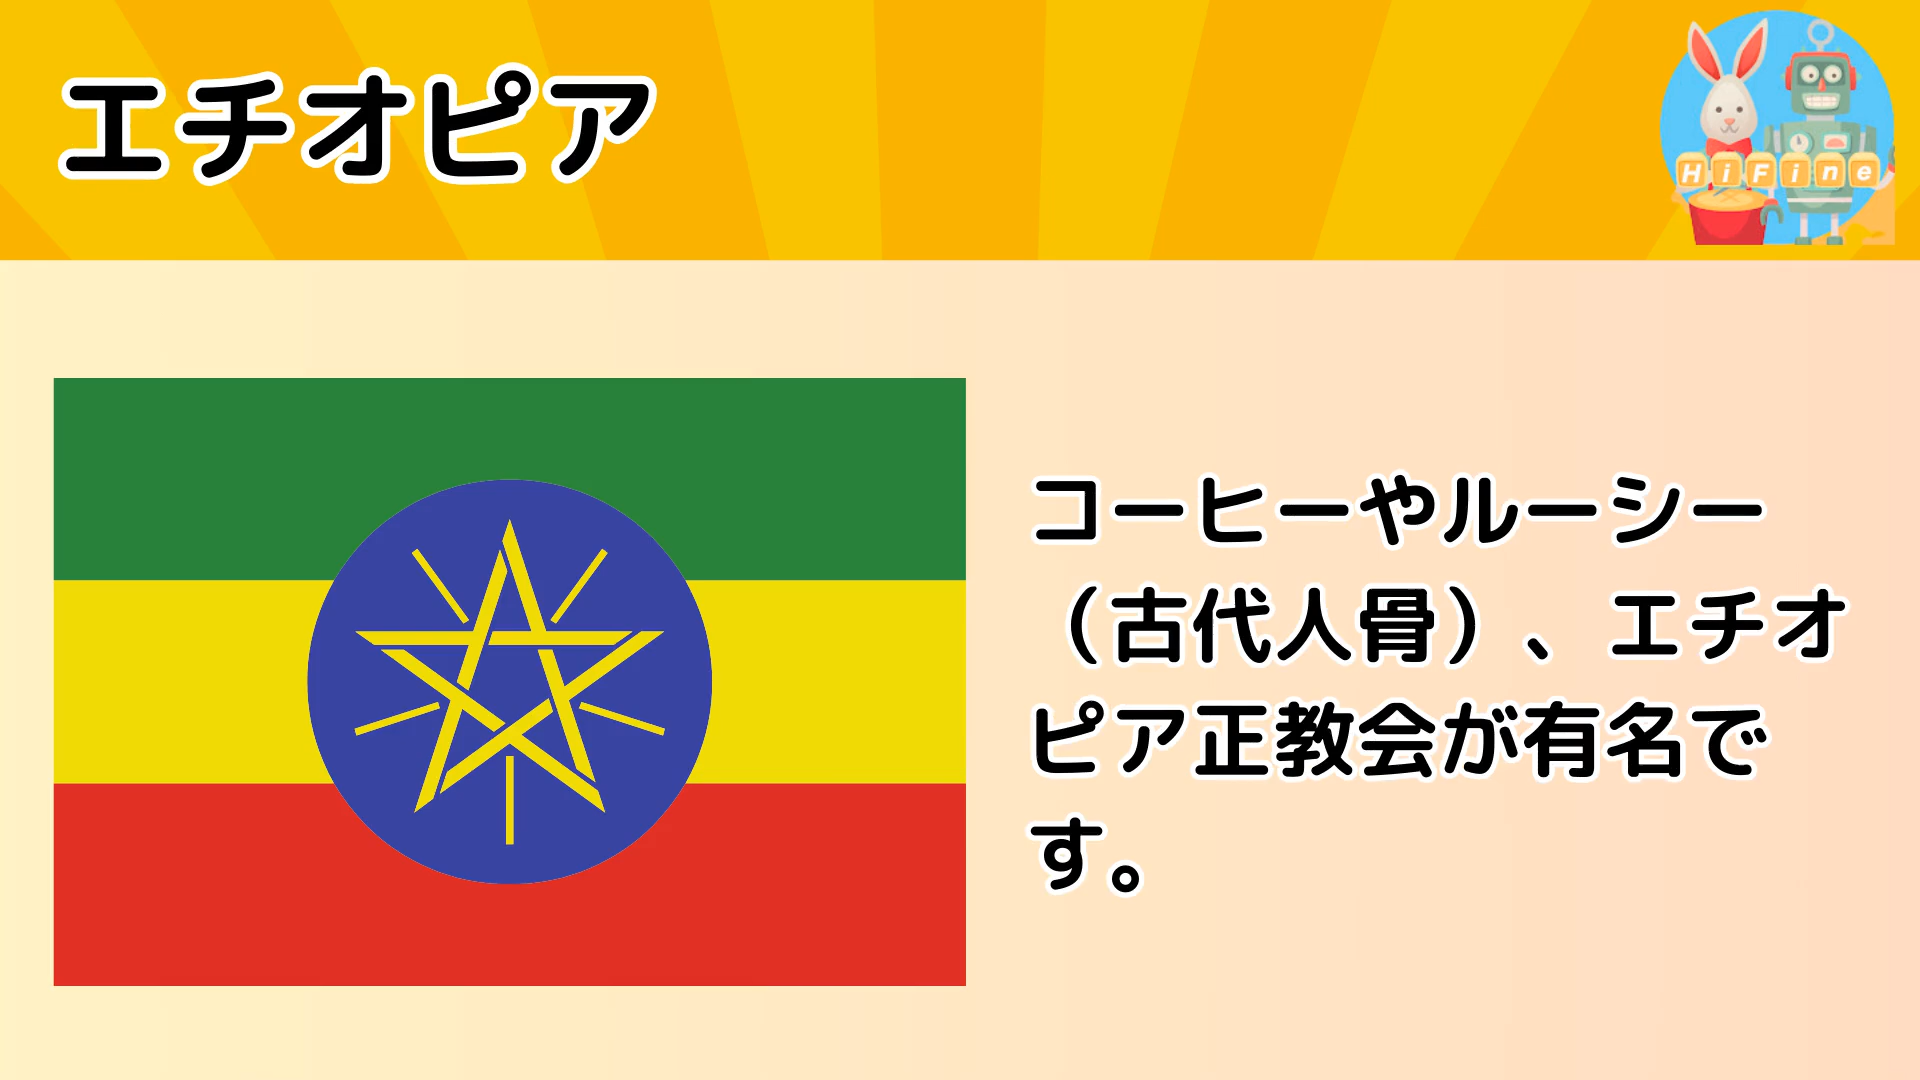 エチオピア
HiFine
コーヒーやルーシー
（古代人骨）、エチオ
ピア正教会が有名で
す。